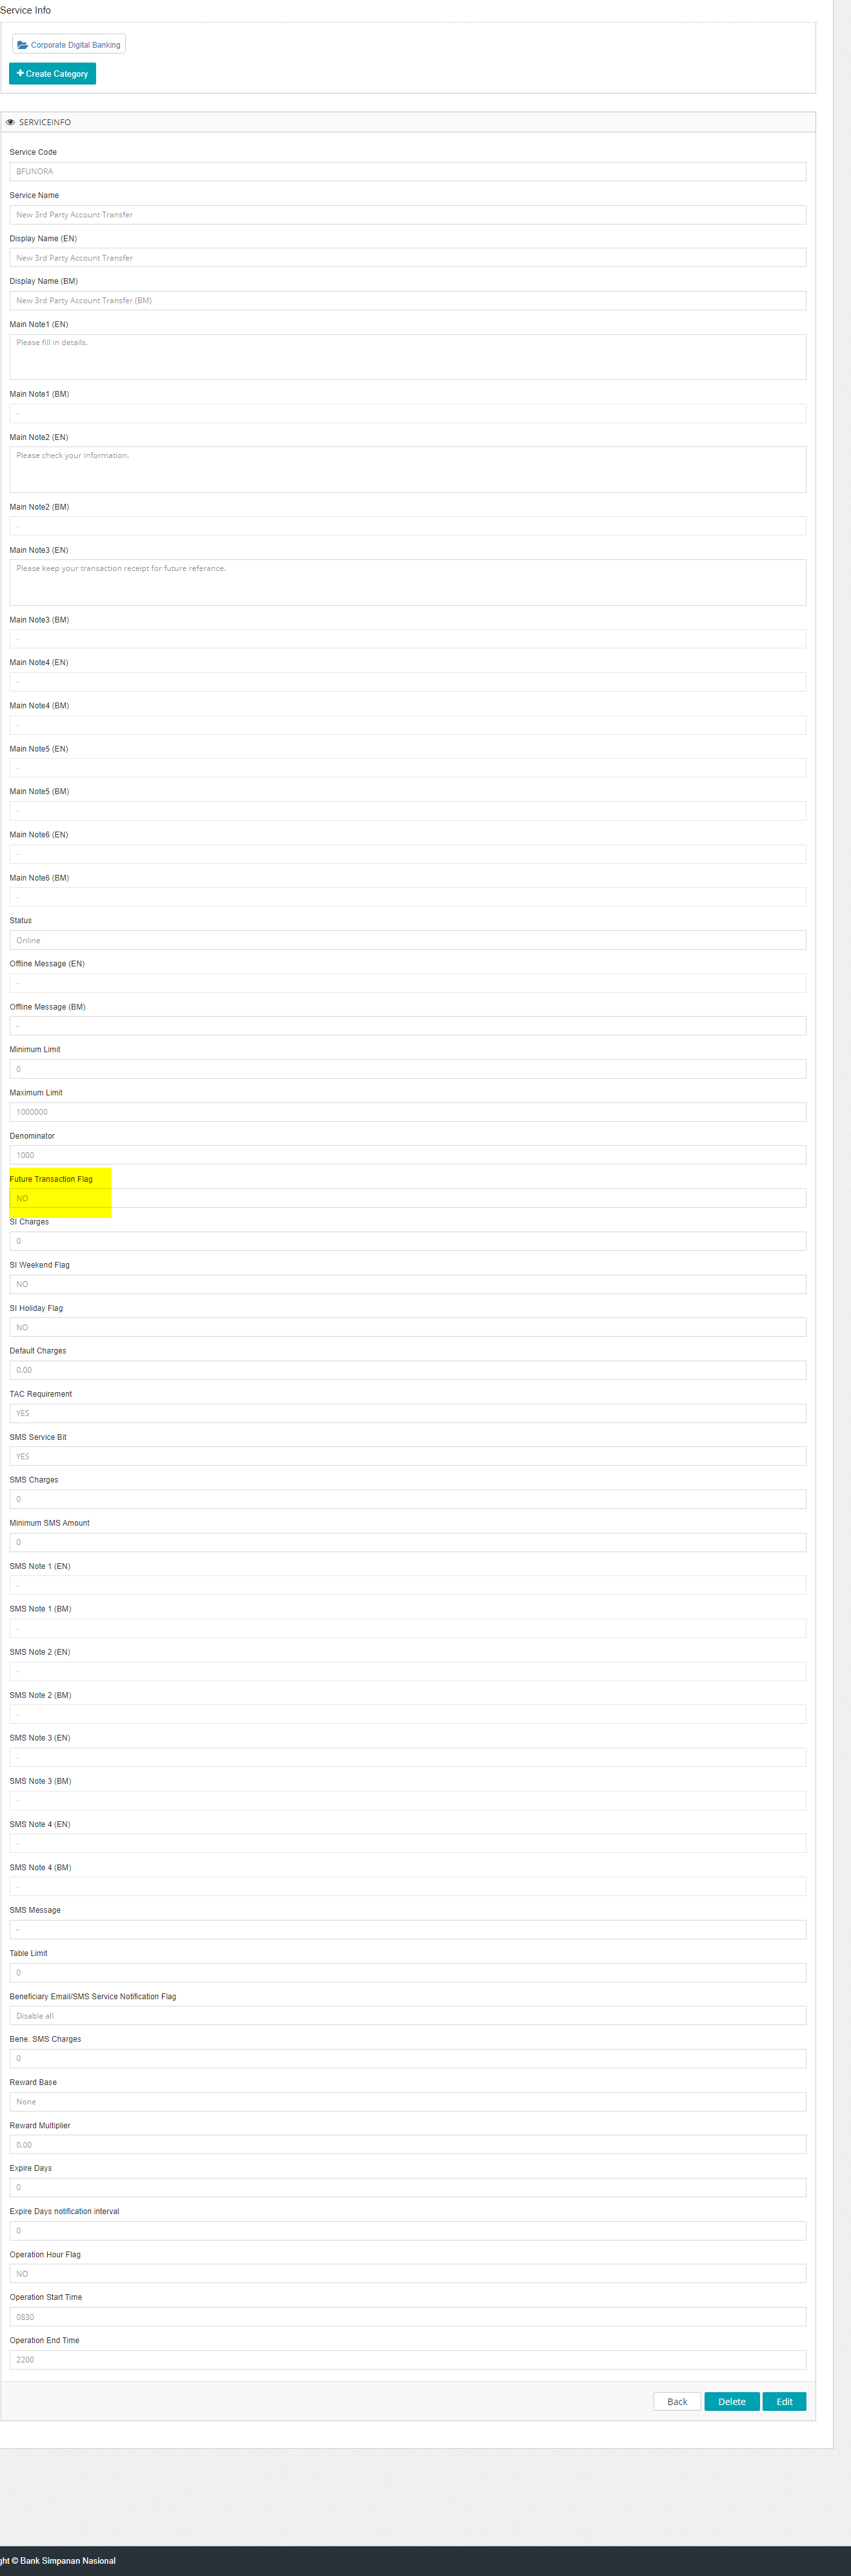 Service Info
Corporate Digital Banking
Create Category
SERVICEINFO
Service Code
BFUNORA
Service Name
New 3rd Party Account Transfer
Display Name (EN)
New 3rd Party Account Transfer
Display Name (BM)
New 3rd Party Account Transfer (BM)
Main Note1 (EN)
Please fill in details.
Main Note1 (BM)
-
Main Note2 (EN)
Please check your information.
Main Note2 (BM)
-
Main Note3 (EN)
Please keep your transaction receipt for future referance.
Main Note3 (BM)
-
Main Note4 (EN)
-
Main Note4 (BM)
-
Main Note5 (EN)
-
Main Note5 (BM)
-
Main Note6 (EN)
-
Main Note6 (BM)
-
Status
Online
Offline Message (EN)
-
Offline Message (BM)
-
Minimum Limit
0
Maximum Limit
1000000
Denominator
1000
Future Transaction Flag
NO
SI Charges
0
SI Weekend Flag
NO
SI Holiday Flag
NO
Default Charges
0.00
TAC Requirement
YES
SMS Service Bit
YES
SMS Charges
0
Minimum SMS Amount
0
SMS Note 1 (EN)
-
SMS Note 1 (BM)
-
SMS Note 2 (EN)
-
SMS Note 2 (BM)
-
SMS Note 3 (EN)
-
SMS Note 3 (BM)
-
SMS Note 4 (EN)
-
SMS Note 4 (BM)
-
SMS Message
-
Table Limit
0
Beneficiary Email/SMS Service Notification Flag
Disable all
Bene. SMS Charges
0
Reward Base
None
Reward Multiplier
0.00
Expire Days
0
Expire Days notification interval
0
Operation Hour Flag
NO
Operation Start Time
0830
Operation End Time
2200
Back Delete Edit
ght © Bank Simpanan Nasional